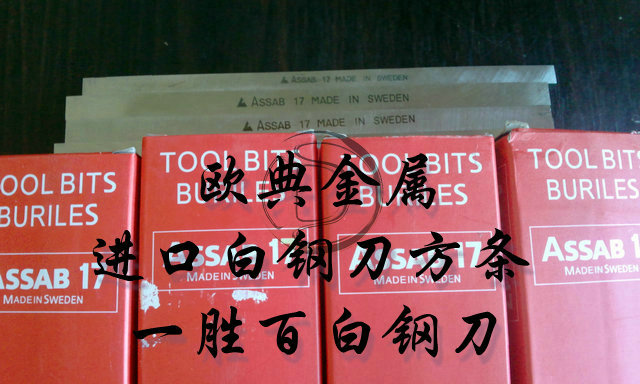 ASSAB 17 MADE IN SWEDEN
ASSAB 17 MADE IN SWEDEN
ASSAB 17 MADE IN SWEDEN
TOOL BITS
BURILES
ASSAB 17
MADE IN SWEDEN
TOOL BITS
BURILES
ASSAB 17
MADE IN SWEDEN
TOOL BITS
BURILES
ASSAB 17
MADE IN SWEDEN
TOOL BITS
BURILES
ASSAB 17
MADE IN SWEDEN
欧典金属
进口白钢刀方条
一胜百白钢刀